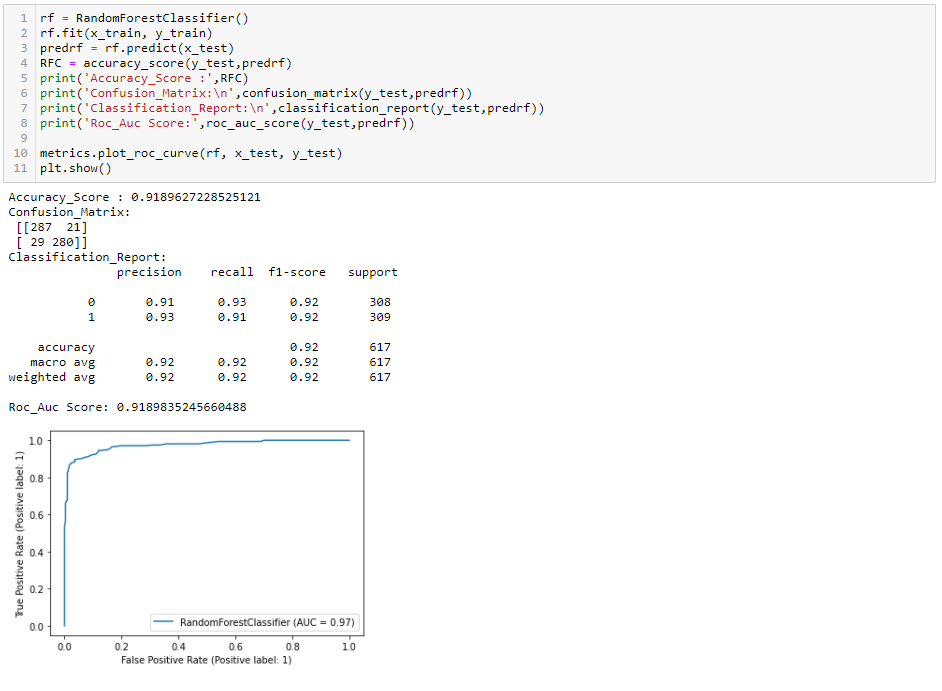 1 rf = RandomForestClassifier()
2 rf.fit(x_train, y_train)
3 predrf = rf.predict(x_test)
4 RFC = accuracy_score(y_test,predrf)
5 print('Accuracy_Score :',RFC)
6 print('Confusion_Matrix:\n',confusion_matrix(y_test,predrf))
7 print('Classification_Report:\n',classification_report(y_test,predrf))
8 print('Roc_Auc Score:',roc_auc_score(y_test,predrf))
9
10 metrics.plot_roc_curve(rf, x_test, y_test)
11 plt.show()
Accuracy_Score : 0.9189627228525121
Confusion_Matrix:
[[287 21]
[ 29 280]]
Classification_Report:
precision recall f1-score support
0 0.91 0.93 0.92 308
1 0.93 0.91 0.92 309
accuracy 0.92 617
macro avg 0.92 0.92 0.92 617
weighted avg 0.92 0.92 0.92 617
Roc_Auc Score: 0.9189835245660488
True Positive Rate (Positive label: 1)
1.0
0.8
0.6
0.4
0.2
0.0
RandomForestClassifier (AUC = 0.97)
0.0 0.2 0.4 0.6 0.8 1.0
False Positive Rate (Positive label: 1)